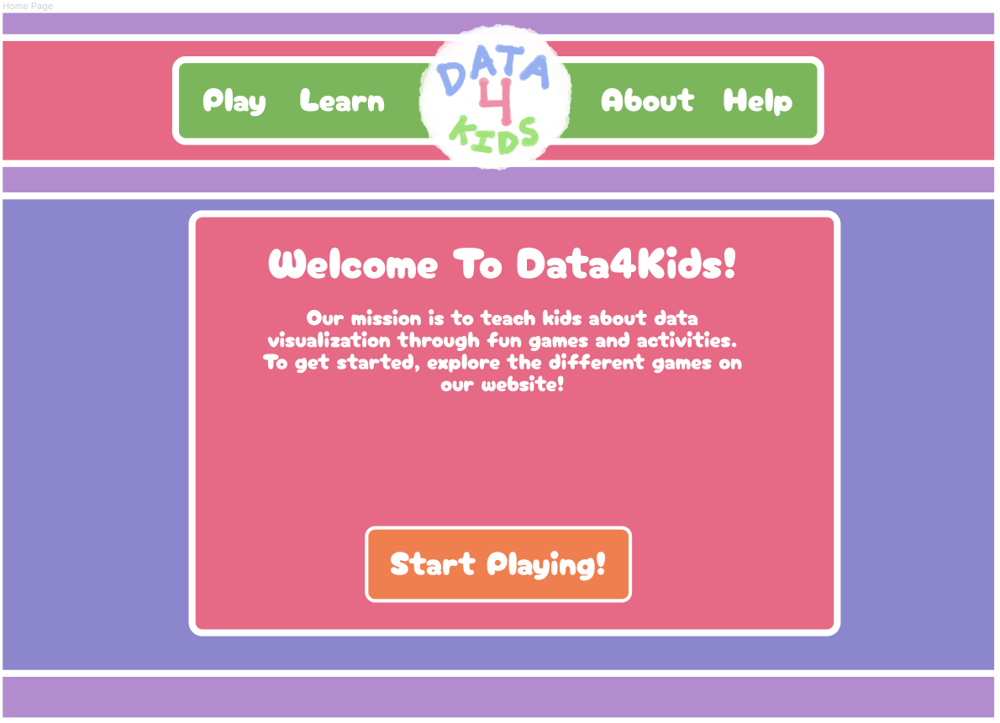 Home Page
Play Learn
DATA
4
KIDS
About Help
Welcome To Data4Kids!
Our mission is to teach kids about data
visualization through fun games and activities.
To get started, explore the different games on
our website!
Start Playing!